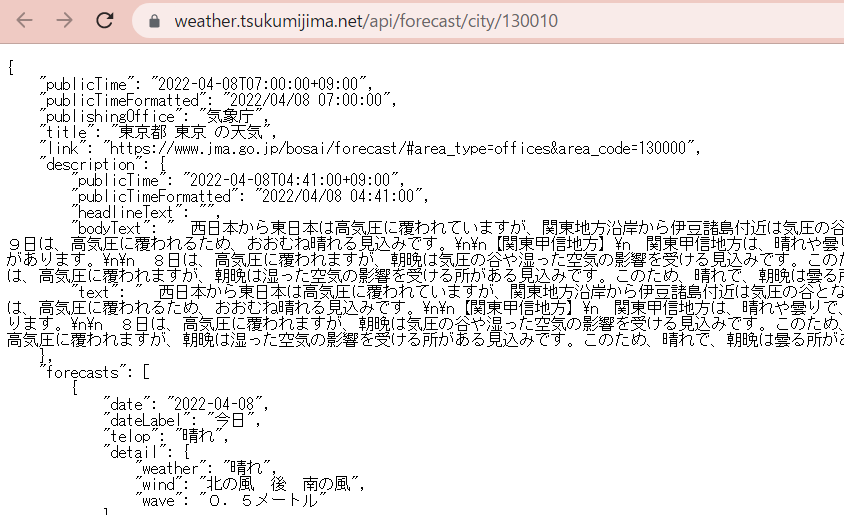 weather.tsukumijima.net/api/forecast/city/130010
{
"publicTime": "2022-04-08T07:00:00+09:00",
"publicTimeFormatted": "2022/04/08 07:00:00",
"publishingOffice": "気象庁",
"title": "東京都 東京 の天気",
"link": "https://www.jma.go.jp/bosai/forecast/#area_type=offices&area_code=130000",
"description": {
"publicTime": "2022-04-08T04:41:00+09:00",
"publicTimeFormatted": "2022/04/08 04:41:00",
"headlineText": "",
"bodyText": "　西日本から東日本は高気圧に覆われていますが、関東地方沿岸から伊豆諸島付近は気圧の谷
９日は、高気圧に覆われるため、おおむね晴れる見込みです。¥n¥n【関東甲信地方】¥n　関東甲信地方は、晴れや曇り
があります。¥n¥n　８日は、高気圧に覆われますが、朝晩は気圧の谷や湿った空気の影響を受ける見込みです。このた
は、高気圧に覆われますが、朝晩は湿った空気の影響を受ける所がある見込みです。このため、晴れで、朝晩は曇る所
"text": "　西日本から東日本は高気圧に覆われていますが、関東地方沿岸から伊豆諸島付近は気圧の谷とな
は、高気圧に覆われるため、おおむね晴れる見込みです。¥n¥n【関東甲信地方】¥n　関東甲信地方は、晴れや曇りで、
ります。¥n¥n　８日は、高気圧に覆われますが、朝晩は気圧の谷や湿った空気の影響を受ける見込みです。このため、
高気圧に覆われますが、朝晩は湿った空気の影響を受ける所がある見込みです。このため、晴れで、朝晩は曇る所が
},
"forecasts": [
{
"date": "2022-04-08",
"dateLabel": "今日",
"telop": "晴れ",
"detail": {
"weather": "晴れ",
"wind": "北の風　後　南の風",
"wave": "０．５メートル"